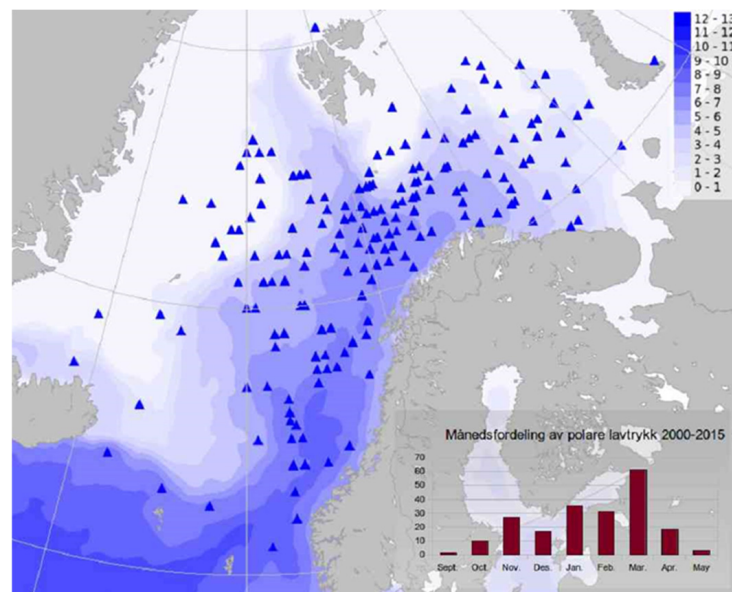 12 - 13
11 - 12
10 - 11
9 - 10
8 - 9
7 - 8
6 - 7
5 - 6
4 - 5
3 - 4
2 - 3
1 - 2
0 - 1
Månedsfordeling av polare lavtrykk 2000-2015
70
60
50
40
30
20
10
0
Sept. Oct. Nov. Des. Jan. Feb. Mar. Apr. May